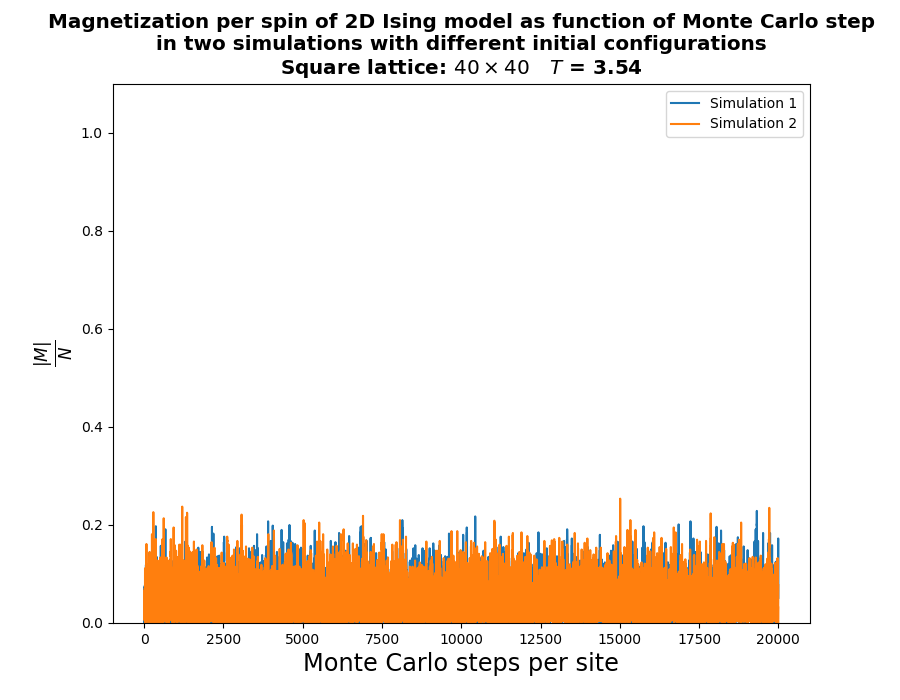 Magnetization per spin of 2D Ising model as function of Monte Carlo step
in two simulations with different initial configurations
Square lattice: 40 × 40 T = 3.54
Simulation 1
Simulation 2
1.0
0.8
0.6
0.4
0.2
0.0
|M|
N
0 2500 5000 7500 10000 12500 15000 17500 20000
Monte Carlo steps per site